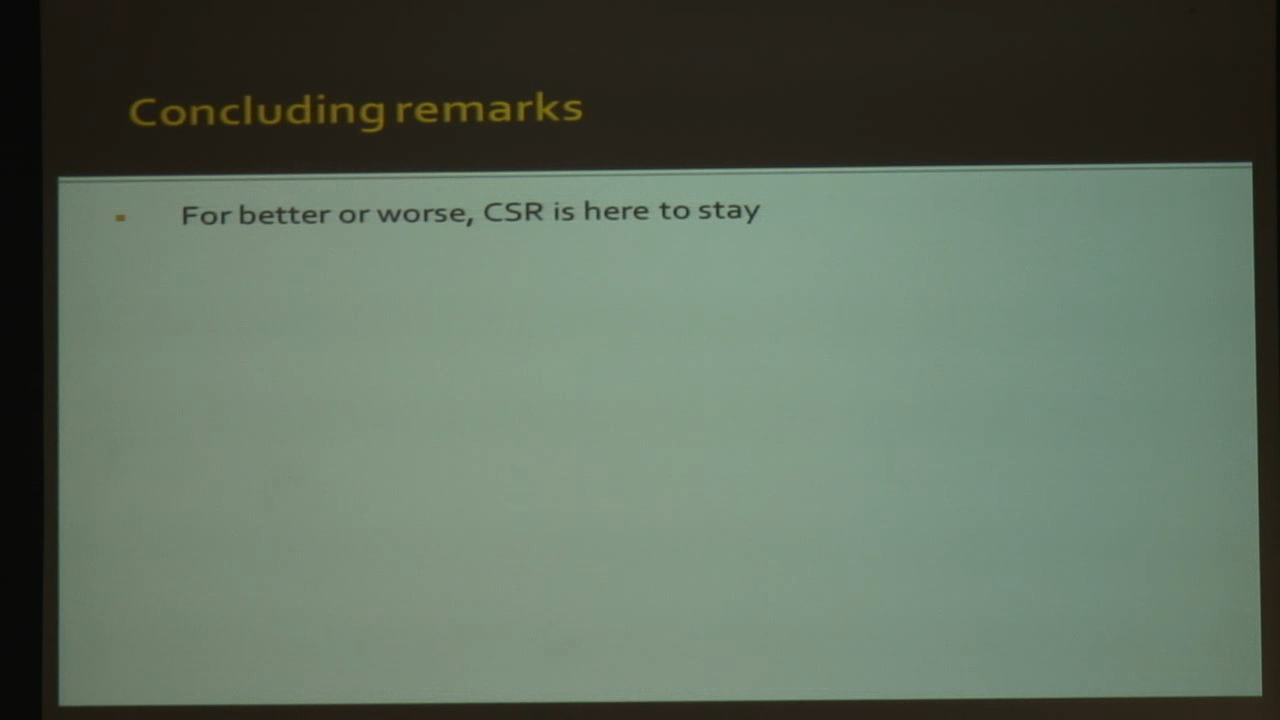 Concluding remarks
For better or worse, CSR is here to stay